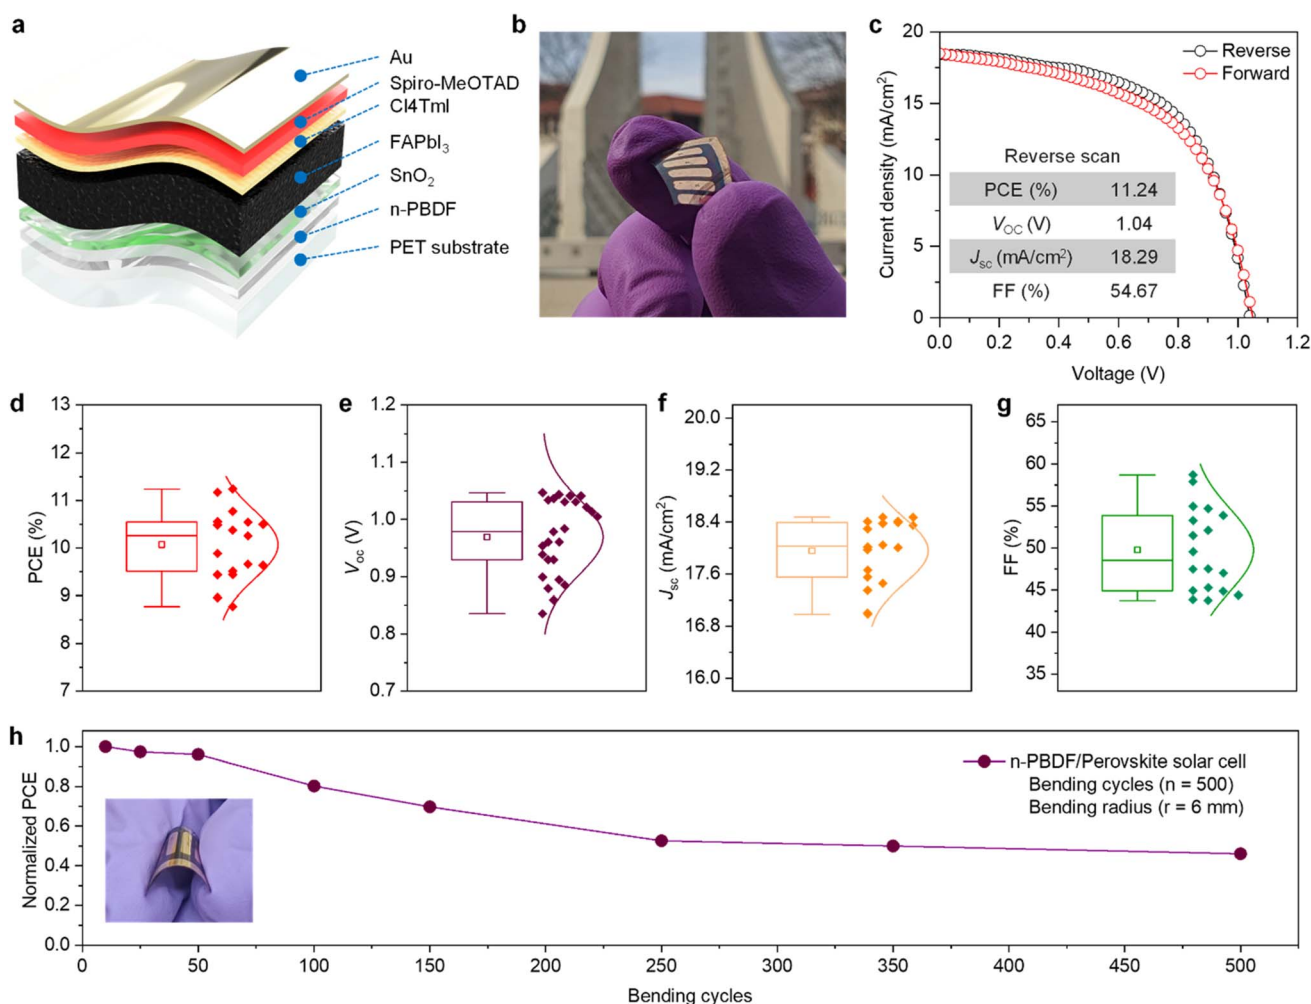 a
Au
Spiro-MeOTAD
Cl4Tml
FAPbI3
SnO2
n-PBDF
PET substrate
b
c
20
15
10
5
0
Current density (mA/cm2)
Reverse
Forward
Reverse scan
PCE (%) 11.24
VOC (V) 1.04
Jsc (mA/cm2) 18.29
FF (%) 54.67
0.0 0.2 0.4 0.6 0.8 1.0 1.2
Voltage (V)
d
13
12
11
10
9
8
7
PCE (%)
e
1.2
1.1
1.0
0.9
0.8
0.7
Voc (V)
f
20.0
19.2
18.4
17.6
16.8
16.0
Jsc (mA/cm2)
g
65
60
55
50
45
40
35
FF (%)
h
1.0
0.8
0.6
0.4
0.2
0.0
Normalized PCE
n-PBDF/Perovskite solar cell
Bending cycles (n = 500)
Bending radius (r = 6 mm)
0 50 100 150 200 250 300 350 400 450 500
Bending cycles